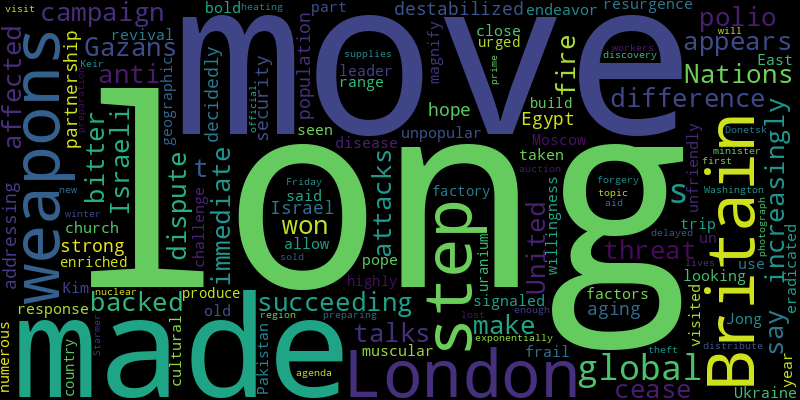 visit
campaign
bold
heating
part
destabilized
endeavor
resurgence
polio
Gazans
revival
Keir
anti
move
supplies
leader
range
close
urged
magnify
appears
workers
discovery
will
Nations
East
difference
affected
weapons
partnership
geographic
decidedly
official
security
population
hope
seen
disease
unpopular
prime
build
Egypt
fire
taken
Moscow
Donetsk
minister
first
bitter
Israeli
dispute
t
challenge
immediate
long
Friday
said
Israel
won
allow
sold
attacks
pope
factory
auction
step
uranium
United
willingness
forgery
topic
aid
s
unfriendly
Washington
photograph
Britain
increasingly
say
eradicated
addressing
new
winter
church
strong
enriched
Kim
nuclear
highly
threat
delayed
un
trip
lives
looking
use
visited
Jong
response
backed
produce
old
succeeding
signaled
factors
aging
make
enough
exponentially
numerous
made
country
Starmer
cultural
region
agenda
Pakistan
preparing
talks
muscular
lost
frail
London
global
cease
theft
distribute
year
Ukraine